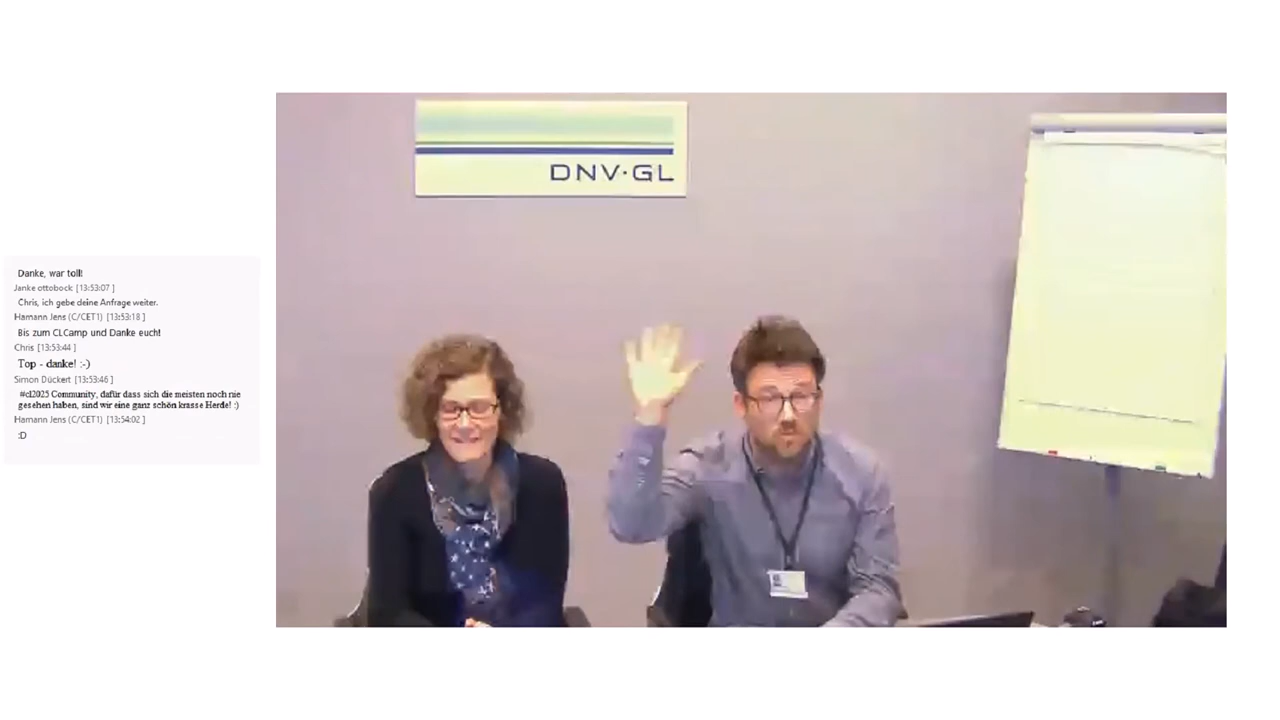 Danke, war toll!
Janke ottobock [13:53:07 ]
Chris, ich gebe deine Anfrage weiter.
Hamann Jens (C/CET1) [13:53:18 ]
Bis zum CLCamp und Danke euch!
Chris [13:53:44 ]
Top - danke! :-)
Simon Dückert [13:53:46 ]
#cl2025 Community, dafür dass sich die meisten noch nie
gesehen haben, sind wir eine ganz schön krasse Herde! :)
Hamann Jens (C/CET1) [13:54:02 ]
:D
DNV·GL